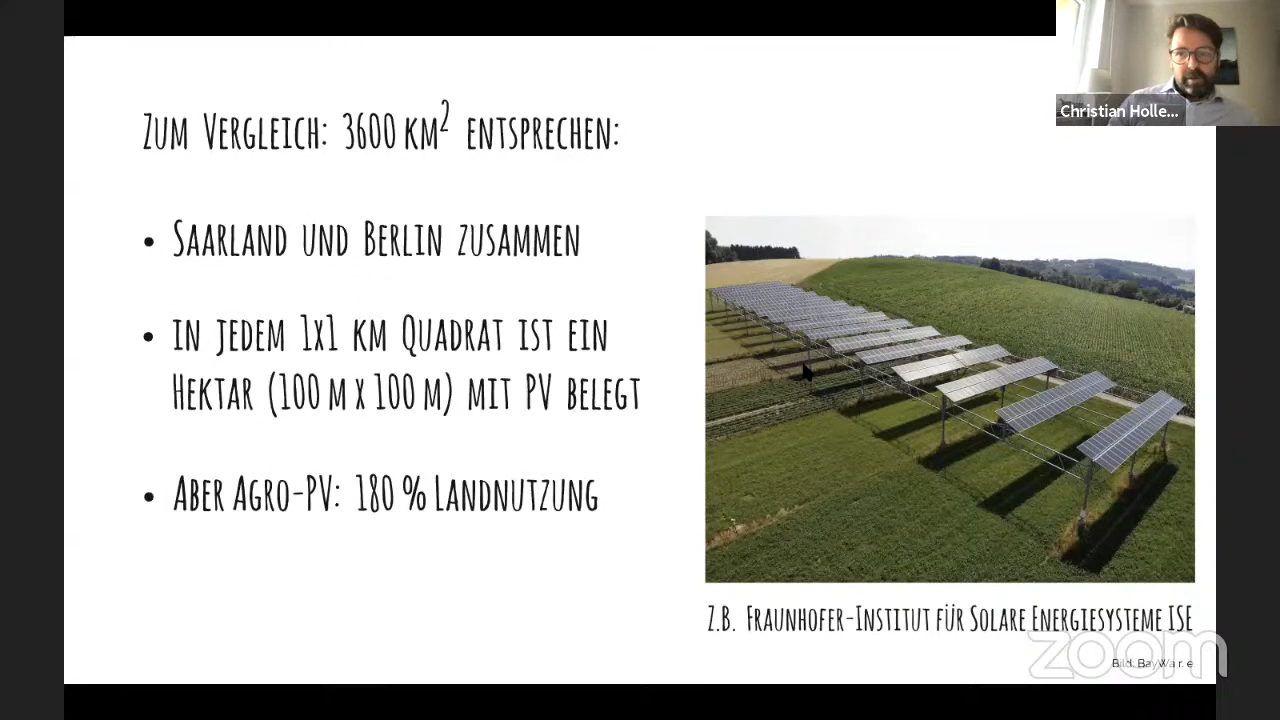 Christian Holle...
Zum Vergleich: 3600 km² entsprechen:
• Saarland und Berlin zusammen
• in jedem 1x1 km Quadrat ist ein
Hektar (100 m x 100 m) mit PV belegt
• Aber Agro-PV: 180 % Landnutzung
z.B. Fraunhofer-Institut für Solare Energiesysteme ISE
Bild: BayWa r.e.
zoom